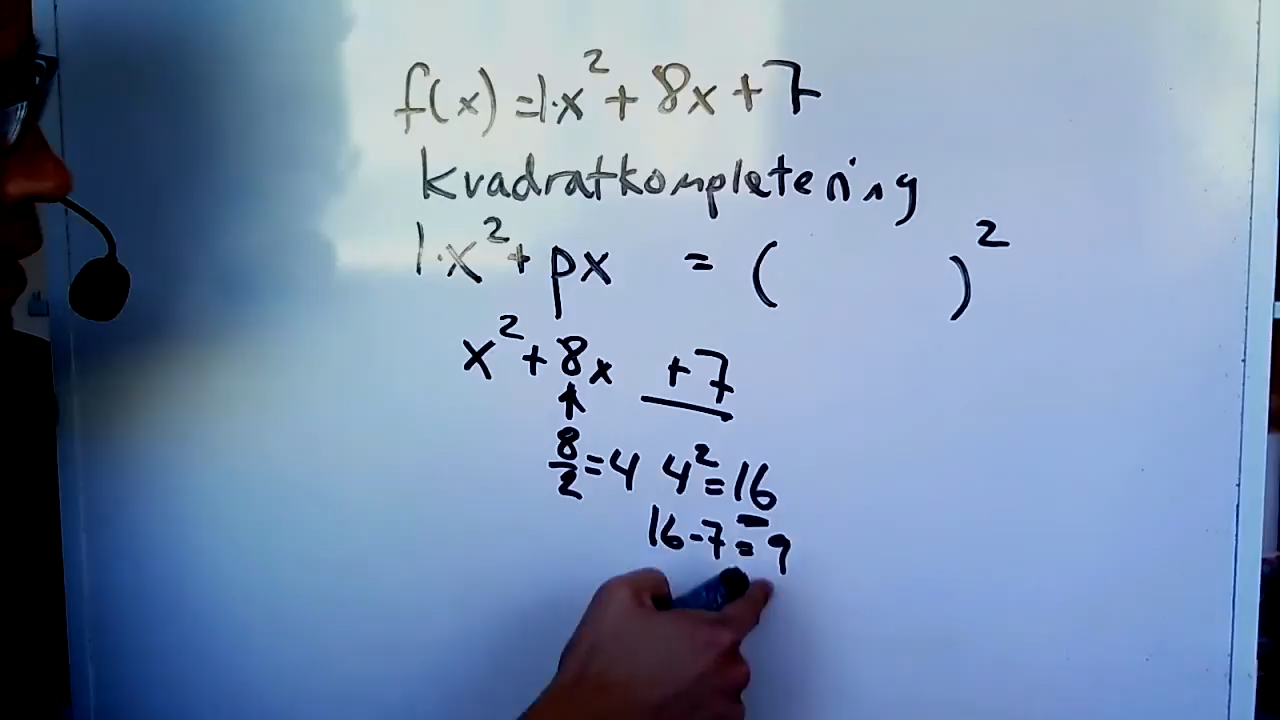 f(x)=1·x²+8x+7
kvadratkomplettering
1·x²+px = ( )²
x²+8x +7
8/2=4 4²=16
16-7=9